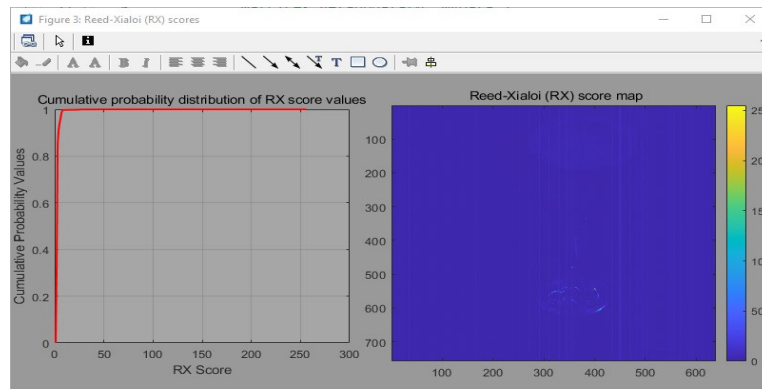 Figure 3: Reed-Xialoi (RX) scores
A A B I T T
Cumulative probability distribution of RX score values
Cumulative Probability Values
1
0.8
0.6
0.4
0.2
0
0 50 100 150 200 250 300
RX Score
Reed-Xialoi (RX) score map
100
200
300
400
500
600
700
100 200 300 400 500 600
50
0